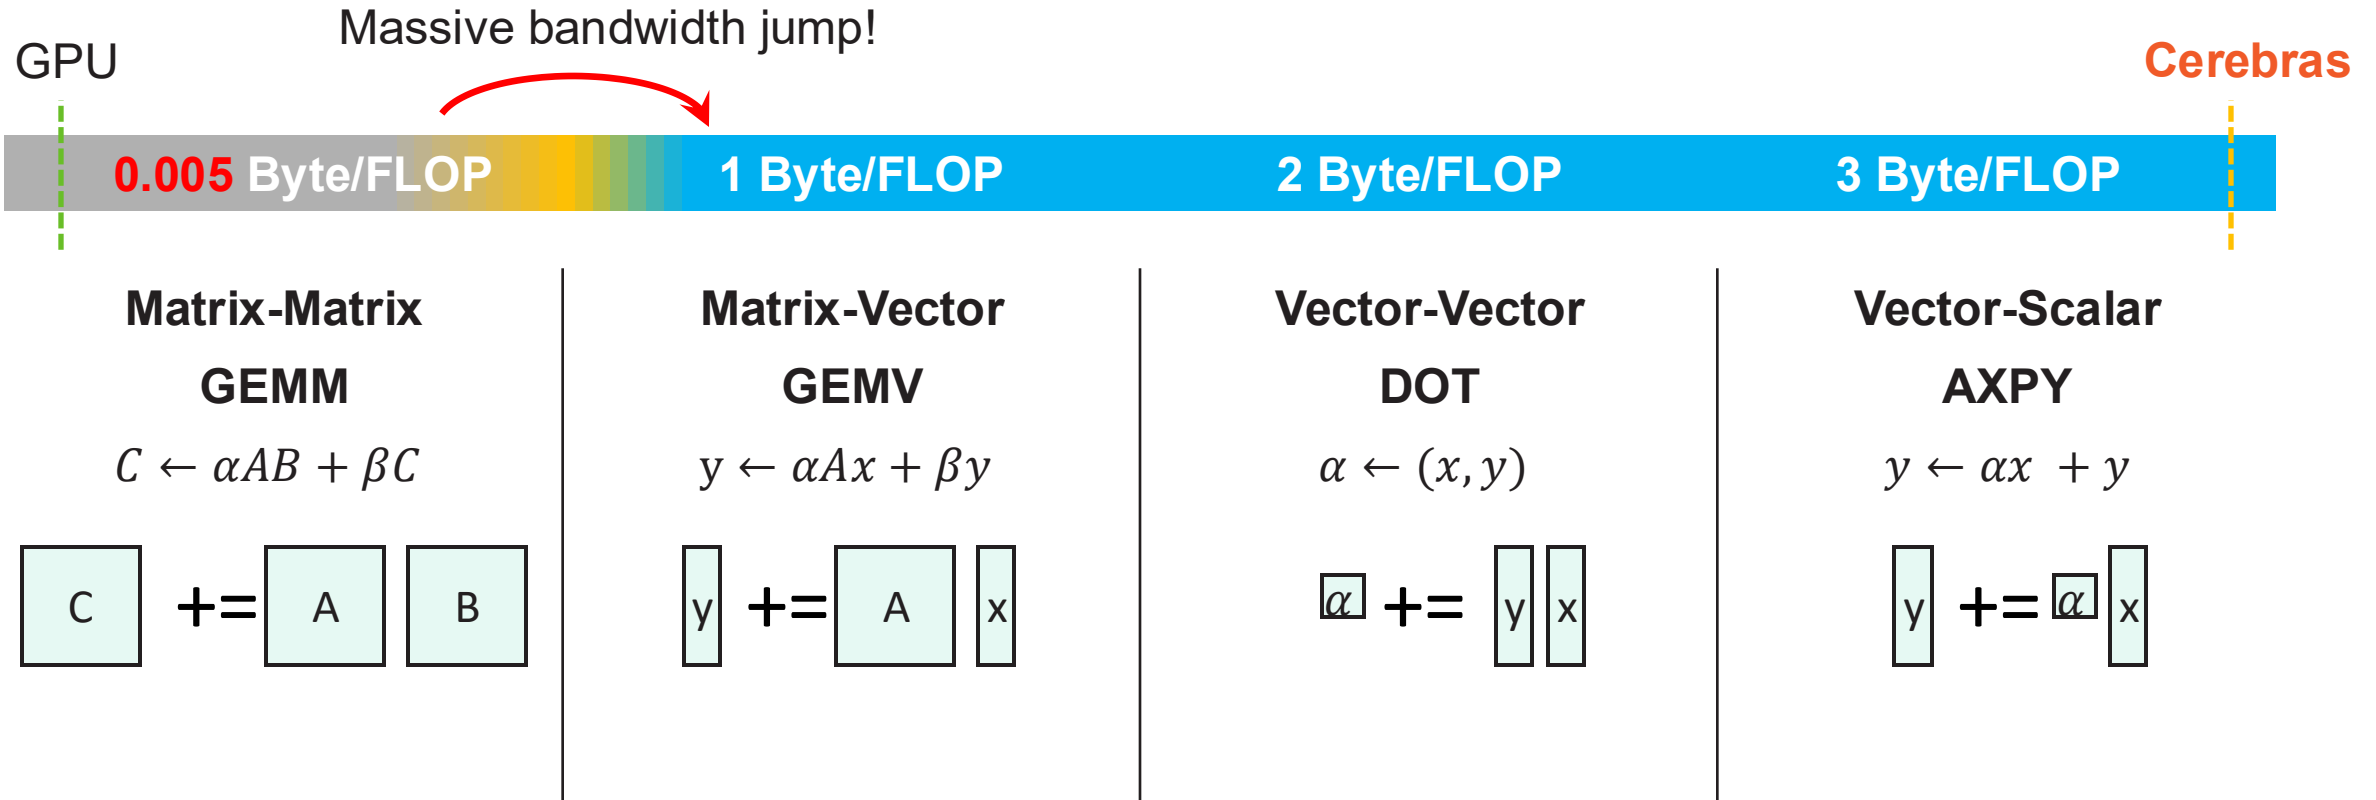 Massive bandwidth jump!
GPU
Cerebras
0.005 Byte/FLOP
1 Byte/FLOP
2 Byte/FLOP
3 Byte/FLOP
Matrix-Matrix
GEMM
C ← αAB + βC
C += A B
Matrix-Vector
GEMV
y ← αAx + βy
y += A x
Vector-Vector
DOT
α ← (x, y)
α += y x
Vector-Scalar
AXPY
y ← αx + y
y += α x